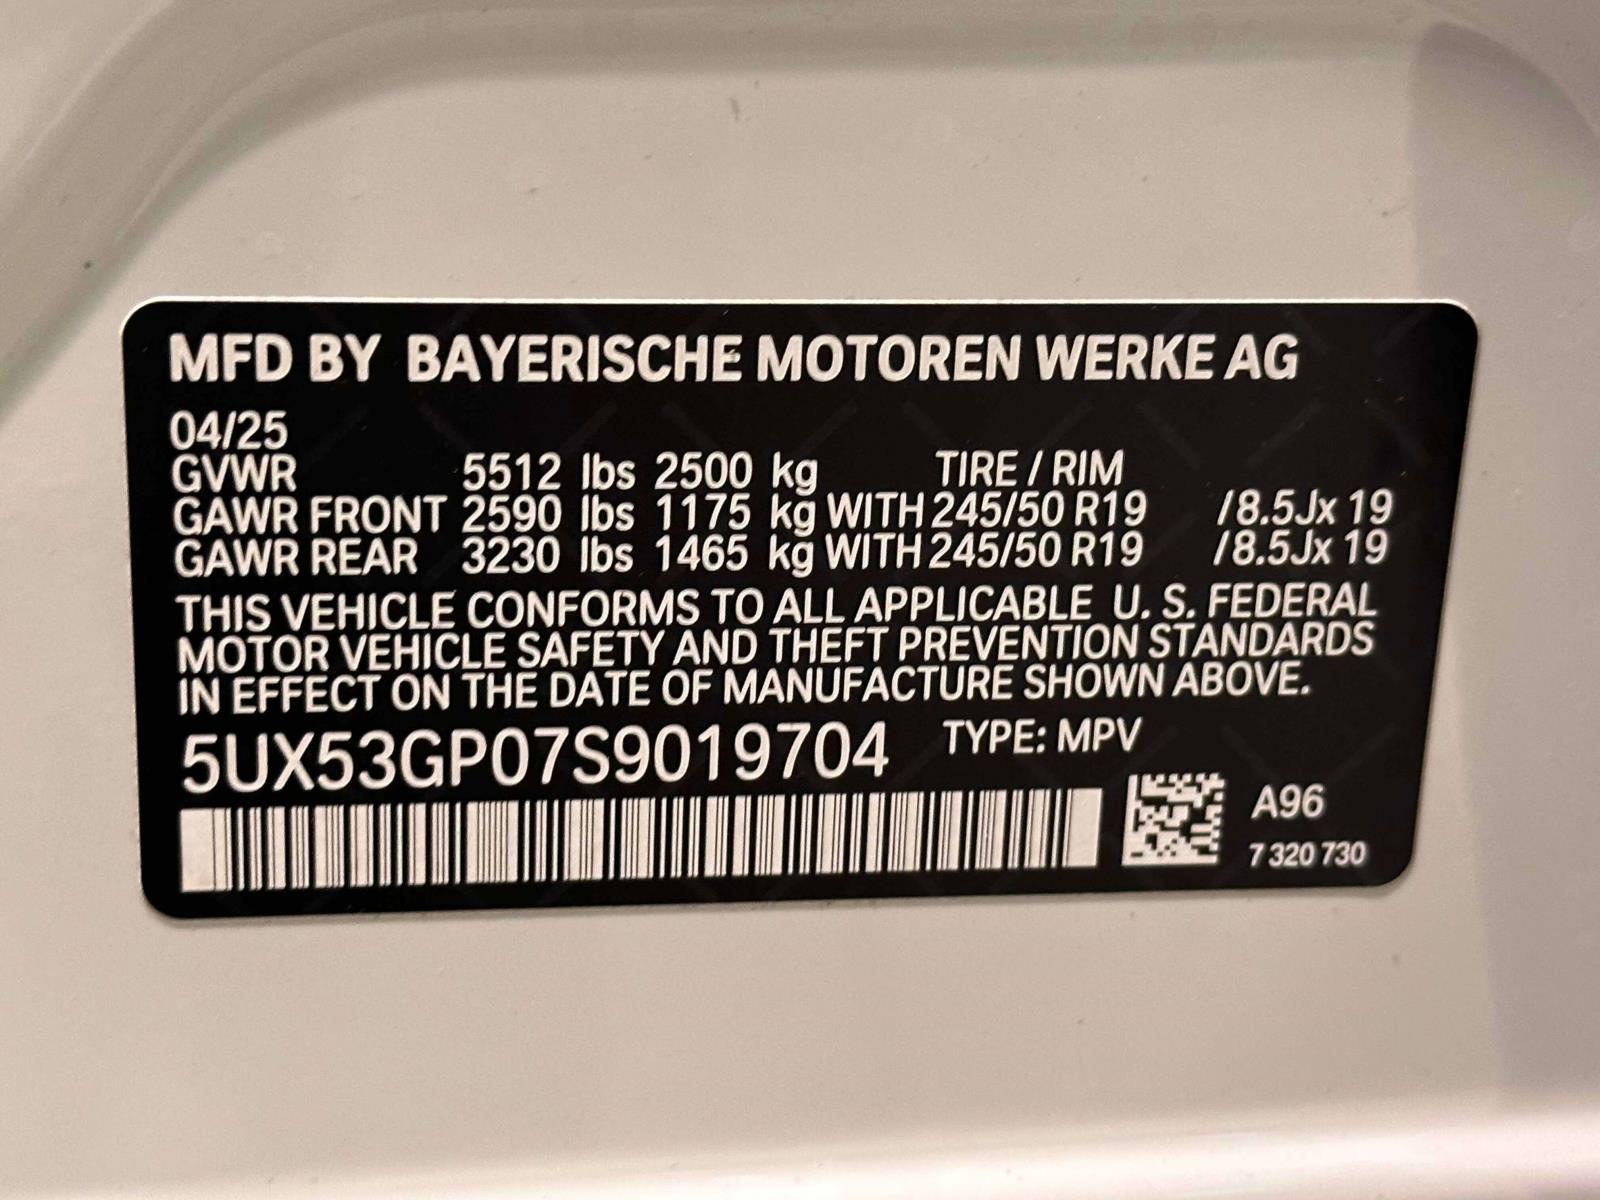 MFD BY BAYERISCHE MOTOREN WERKE AG
04/25
GVWR 5512 lbs 2500 kg TIRE / RIM
GAWR FRONT 2590 lbs 1175 kg WITH 245/50 R19 /8.5Jx 19
GAWR REAR 3230 lbs 1465 kg WITH 245/50 R19 /8.5Jx 19
THIS VEHICLE CONFORMS TO ALL APPLICABLE U. S. FEDERAL
MOTOR VEHICLE SAFETY AND THEFT PREVENTION STANDARDS
IN EFFECT ON THE DATE OF MANUFACTURE SHOWN ABOVE.
5UX53GP07S9019704 TYPE: MPV
A96
7 320 730